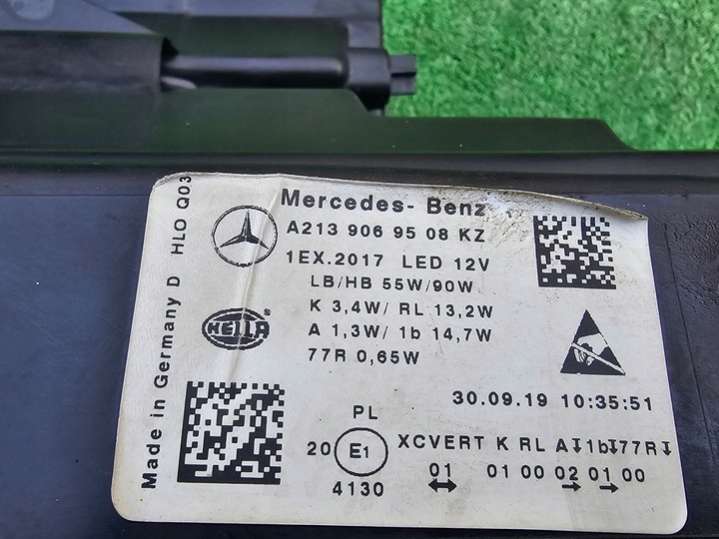 Mercedes- Benz
A213 906 95 08 KZ
1EX.2017 LED 12V
LB/HB 55W/90W
K 3,4W/ RL 13,2W
A 1,3W/ 1b 14,7W
77R 0,65W
HELLA ®
Made in Germany D HLO Q03
30.09.19 10:35:51
PL
20 E1 XCVERT K RL A↧1b↧77R↧
4130 01 01 00 02 01 00